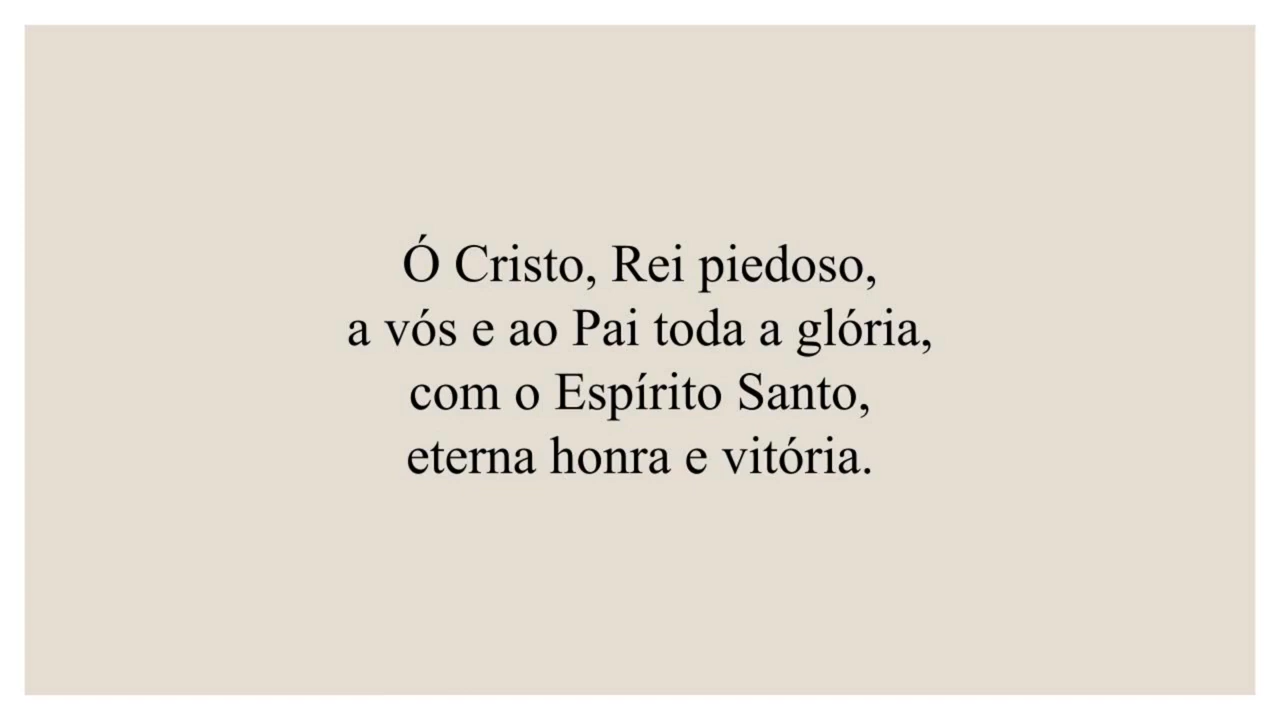 Ó Cristo, Rei piedoso,
a vós e ao Pai toda a glória,
com o Espírito Santo,
eterna honra e vitória.